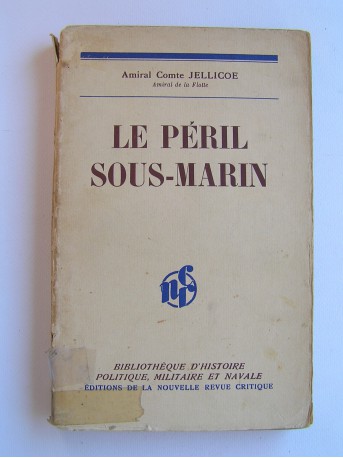 Amiral Comte JELLICOE
Amiral de la Flotte
LE PÉRIL
SOUS-MARIN
nrc
BIBLIOTHÈQUE D'HISTOIRE
POLITIQUE, MILITAIRE ET NAVALE
ÉDITIONS DE LA NOUVELLE REVUE CRITIQUE